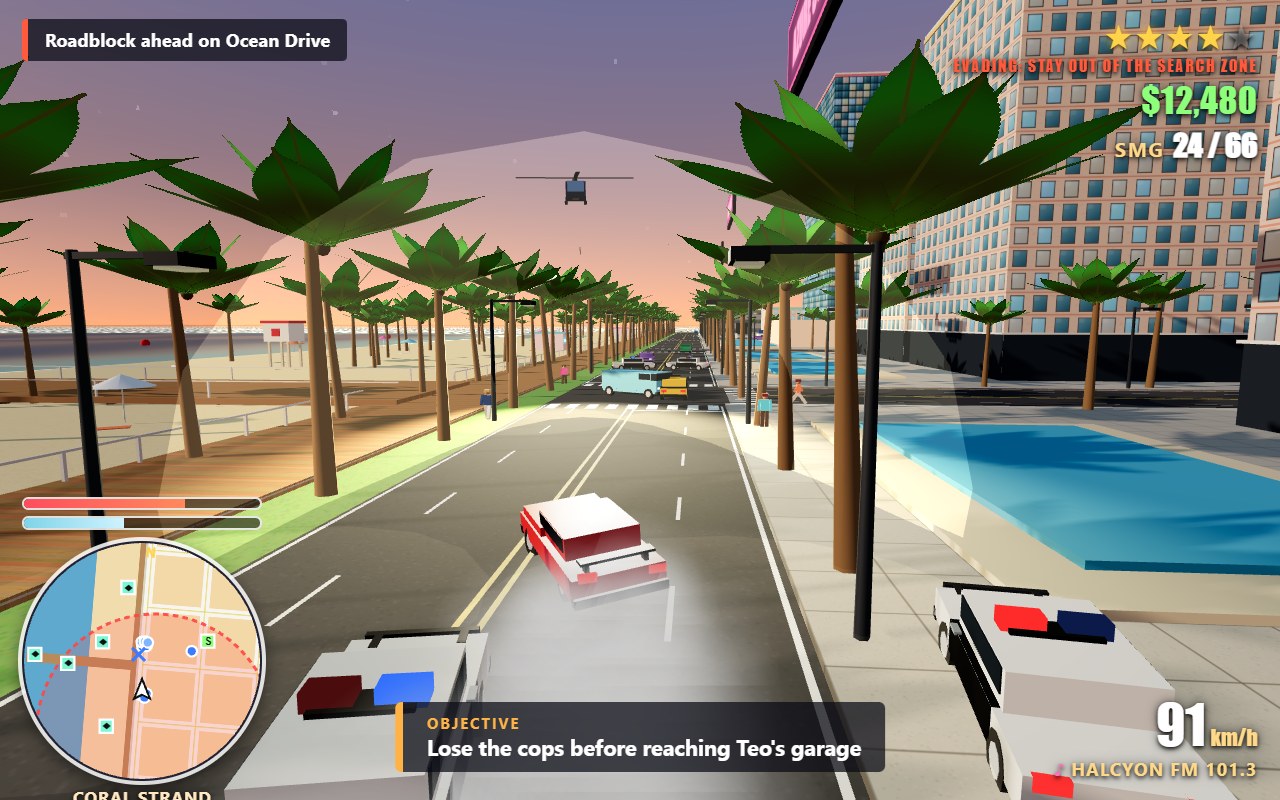 Roadblock ahead on Ocean Drive
EVADING: STAY OUT OF THE SEARCH ZONE
$12,480
SMG 24 / 66
N
S
OBJECTIVE
Lose the cops before reaching Teo's garage
91 km/h
HALCYON FM 101.3
CORAL STRAND